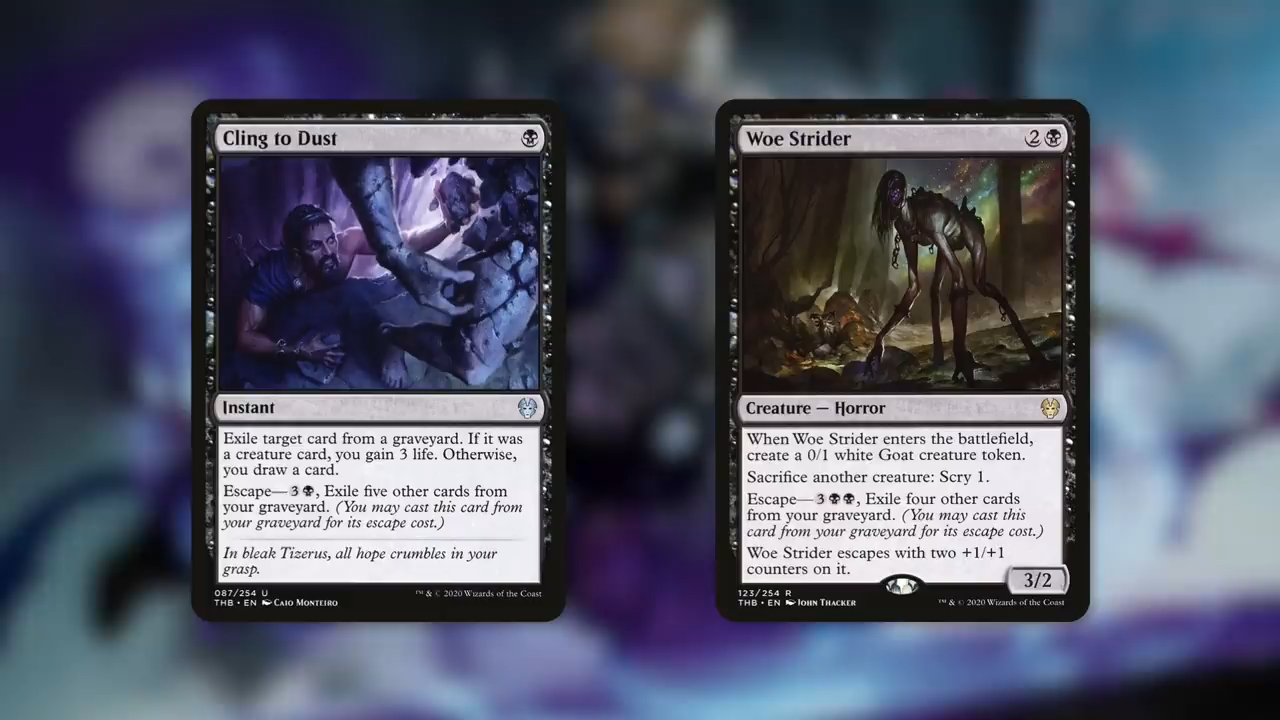 Cling to Dust
Instant
Exile target card from a graveyard. If it was
a creature card, you gain 3 life. Otherwise,
you draw a card.
Escape—3, Exile five other cards from
your graveyard. (You may cast this card from
your graveyard for its escape cost.)
In bleak Tizerus, all hope crumbles in your
grasp.
087/254 U
THB • EN CAIO MONTEIRO
™ & © 2020 Wizards of the Coast
Woe Strider
2
Creature — Horror
When Woe Strider enters the battlefield,
create a 0/1 white Goat creature token.
Sacrifice another creature: Scry 1.
Escape—3, Exile four other cards
from your graveyard. (You may cast this
card from your graveyard for its escape cost.)
Woe Strider escapes with two +1/+1
counters on it.
3/2
123/254 R
THB • EN JOHN THACKER
™ & © 2020 Wizards of the Coast